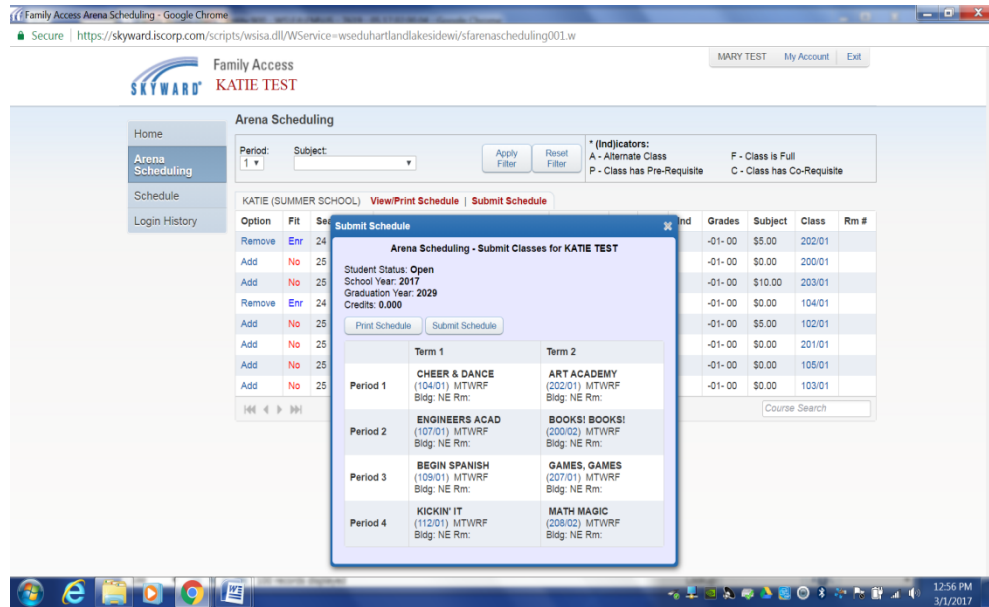 Family Access Arena Scheduling - Google Chrome
Secure | https://skyward.iscorp.com/scripts/wsisa.dll/WService=wseduhartlandlakesidewi/sfarenascheduling001.w
MARY TEST My Account Exit
Family Access
SKYWARD® KATIE TEST
Home
Arena Scheduling
Schedule
Login History
Arena Scheduling
Period: Subject:
1
Apply Filter
Reset Filter
* (Ind)icators:
A - Alternate Class F - Class is Full
P - Class has Pre-Requisite C - Class has Co-Requisite
KATIE (SUMMER SCHOOL) View/Print Schedule | Submit Schedule
Option Fit Sea Ind Grades Subject Class Rm #
Remove Enr 24 -01- 00 $5.00 202/01
Add No 25 -01- 00 $0.00 200/01
Add No 25 -01- 00 $10.00 203/01
Remove Enr 24 -01- 00 $0.00 104/01
Add No 25 -01- 00 $5.00 102/01
Add No 25 -01- 00 $0.00 201/01
Add No 25 -01- 00 $0.00 105/01
Add No 25 -01- 00 $0.00 103/01
Course Search
Submit Schedule
Arena Scheduling - Submit Classes for KATIE TEST
Student Status: Open
School Year: 2017
Graduation Year: 2029
Credits: 0.000
Print Schedule Submit Schedule
Term 1 Term 2
Period 1
CHEER & DANCE
(104/01) MTWRF
Bldg: NE Rm:
ART ACADEMY
(202/01) MTWRF
Bldg: NE Rm:
Period 2
ENGINEERS ACAD
(107/01) MTWRF
Bldg: NE Rm:
BOOKS! BOOKS!
(200/02) MTWRF
Bldg: NE Rm:
Period 3
BEGIN SPANISH
(109/01) MTWRF
Bldg: NE Rm:
GAMES, GAMES
(207/01) MTWRF
Bldg: NE Rm:
Period 4
KICKIN' IT
(112/01) MTWRF
Bldg: NE Rm:
MATH MAGIC
(208/02) MTWRF
Bldg: NE Rm:
12:56 PM
3/1/2017